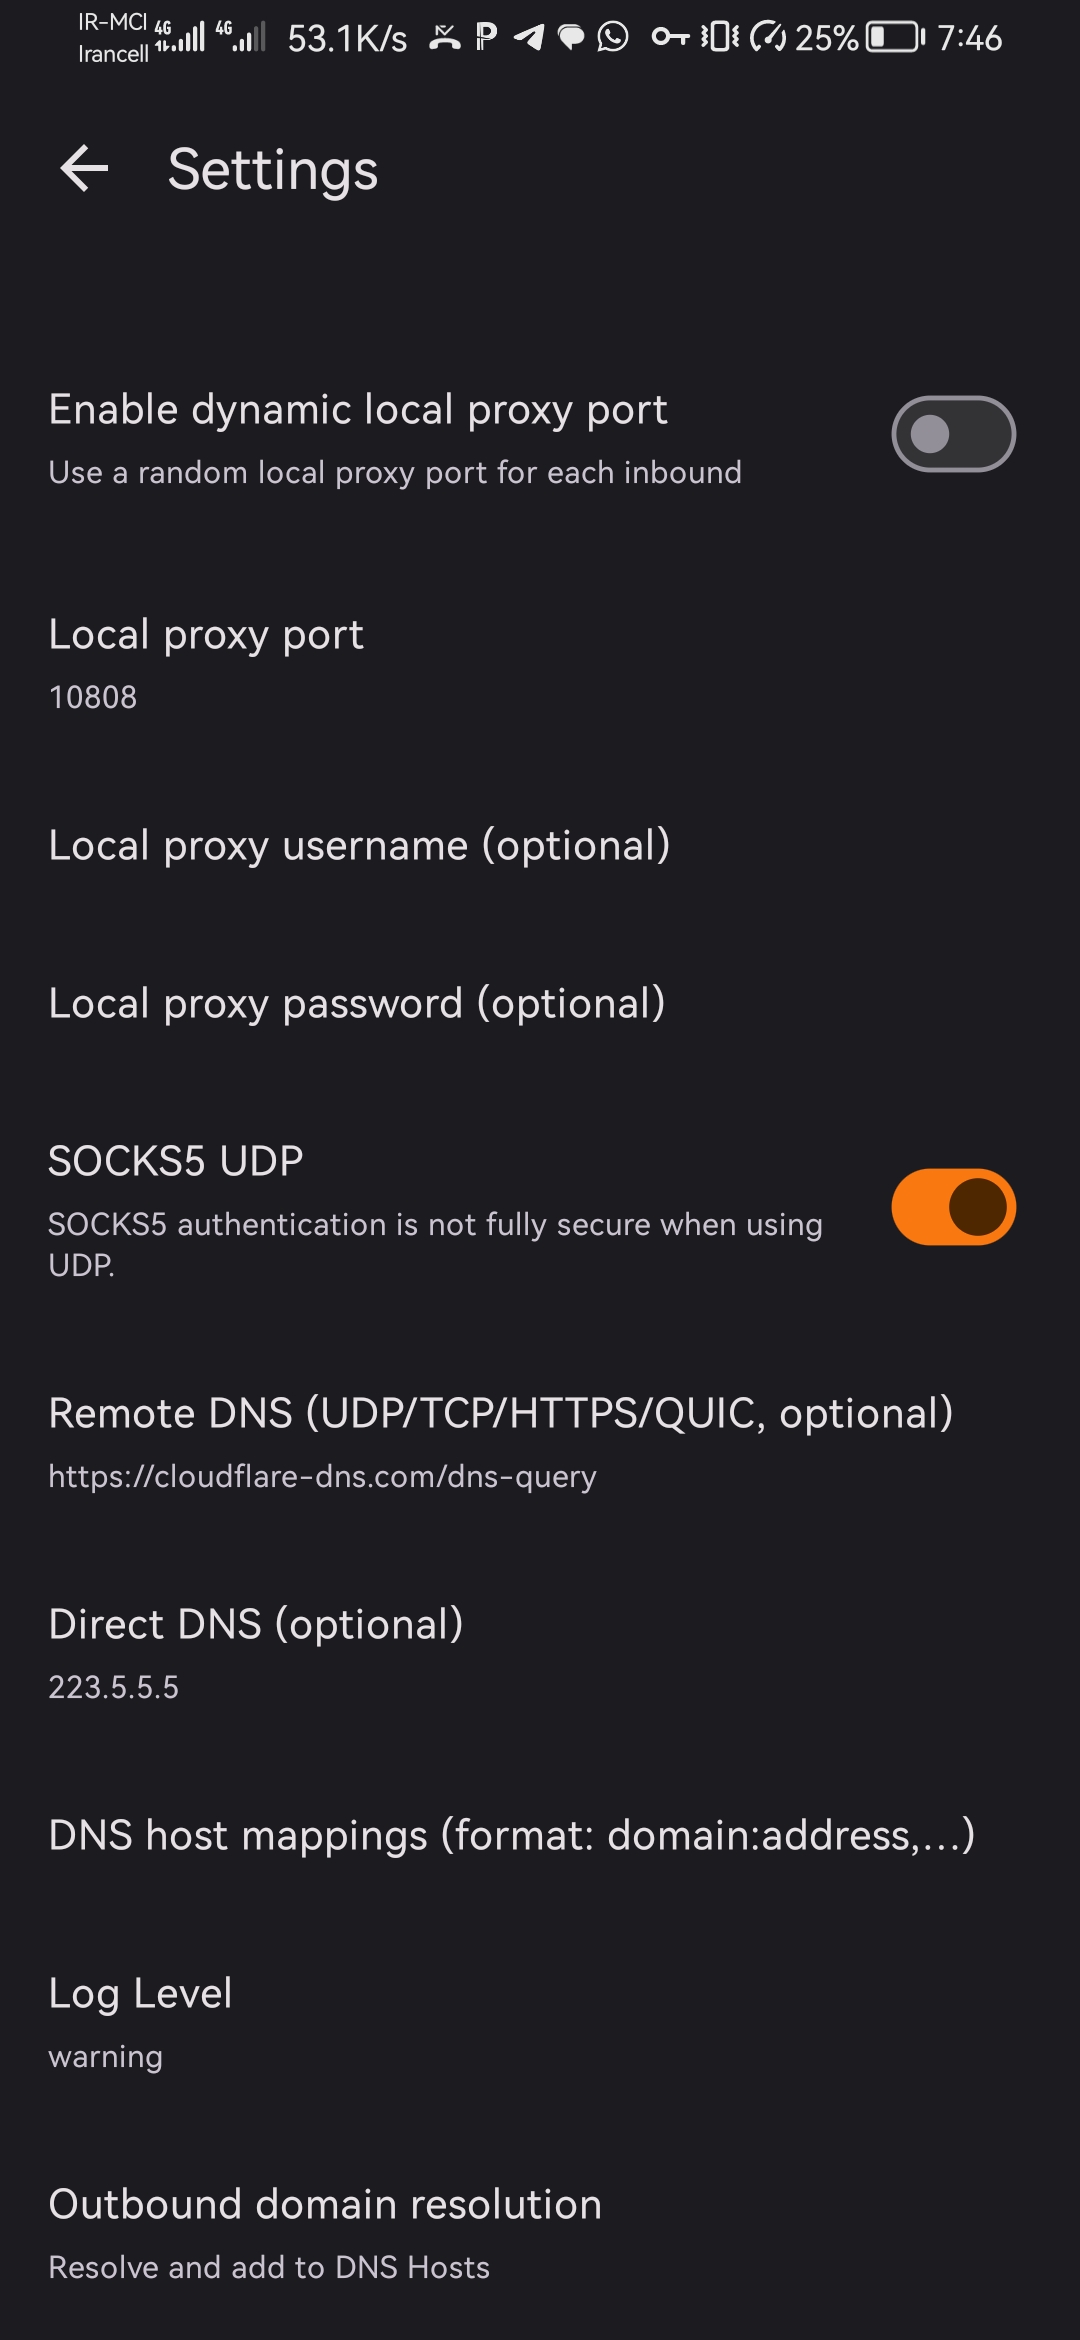 IR-MCI 4G 4G 53.1K/s 25% 7:46
Irancell
Settings
Enable dynamic local proxy port
Use a random local proxy port for each inbound
Local proxy port
10808
Local proxy username (optional)
Local proxy password (optional)
SOCKS5 UDP
SOCKS5 authentication is not fully secure when using
UDP.
Remote DNS (UDP/TCP/HTTPS/QUIC, optional)
https://cloudflare-dns.com/dns-query
Direct DNS (optional)
223.5.5.5
DNS host mappings (format: domain:address,…)
Log Level
warning
Outbound domain resolution
Resolve and add to DNS Hosts